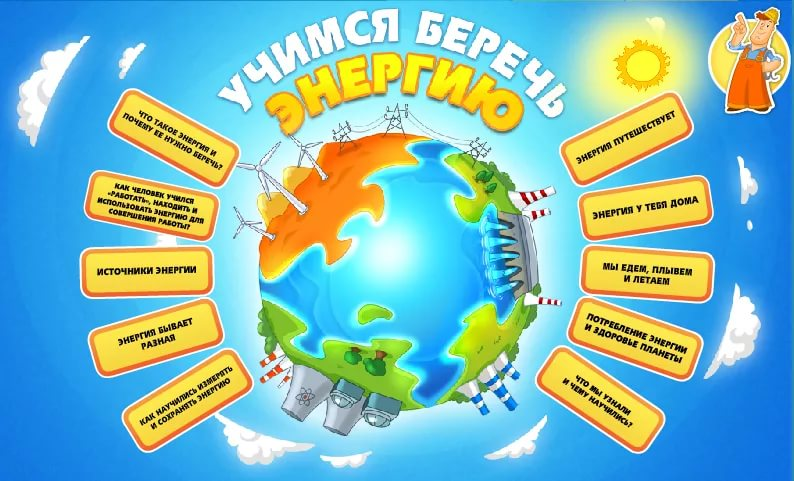 УЧИМСЯ БЕРЕЧЬ
ЭНЕРГИЮ
ЧТО ТАКОЕ ЭНЕРГИЯ И
ПОЧЕМУ ЕЕ НУЖНО БЕРЕЧЬ?
КАК ЧЕЛОВЕК УЧИЛСЯ
«РАБОТАТЬ», НАХОДИТЬ И
ИСПОЛЬЗОВАТЬ ЭНЕРГИЮ ДЛЯ
СОВЕРШЕНИЯ РАБОТЫ?
ИСТОЧНИКИ ЭНЕРГИИ
ЭНЕРГИЯ БЫВАЕТ
РАЗНАЯ
КАК НАУЧИЛИСЬ ИЗМЕРЯТЬ
И СОХРАНЯТЬ ЭНЕРГИЮ
ЭНЕРГИЯ ПУТЕШЕСТВУЕТ
ЭНЕРГИЯ У ТЕБЯ ДОМА
МЫ ЕДЕМ, ПЛЫВЕМ
И ЛЕТАЕМ
ПОТРЕБЛЕНИЕ ЭНЕРГИИ
И ЗДОРОВЬЕ ПЛАНЕТЫ
ЧТО МЫ УЗНАЛИ
И ЧЕМУ НАУЧИЛИСЬ?